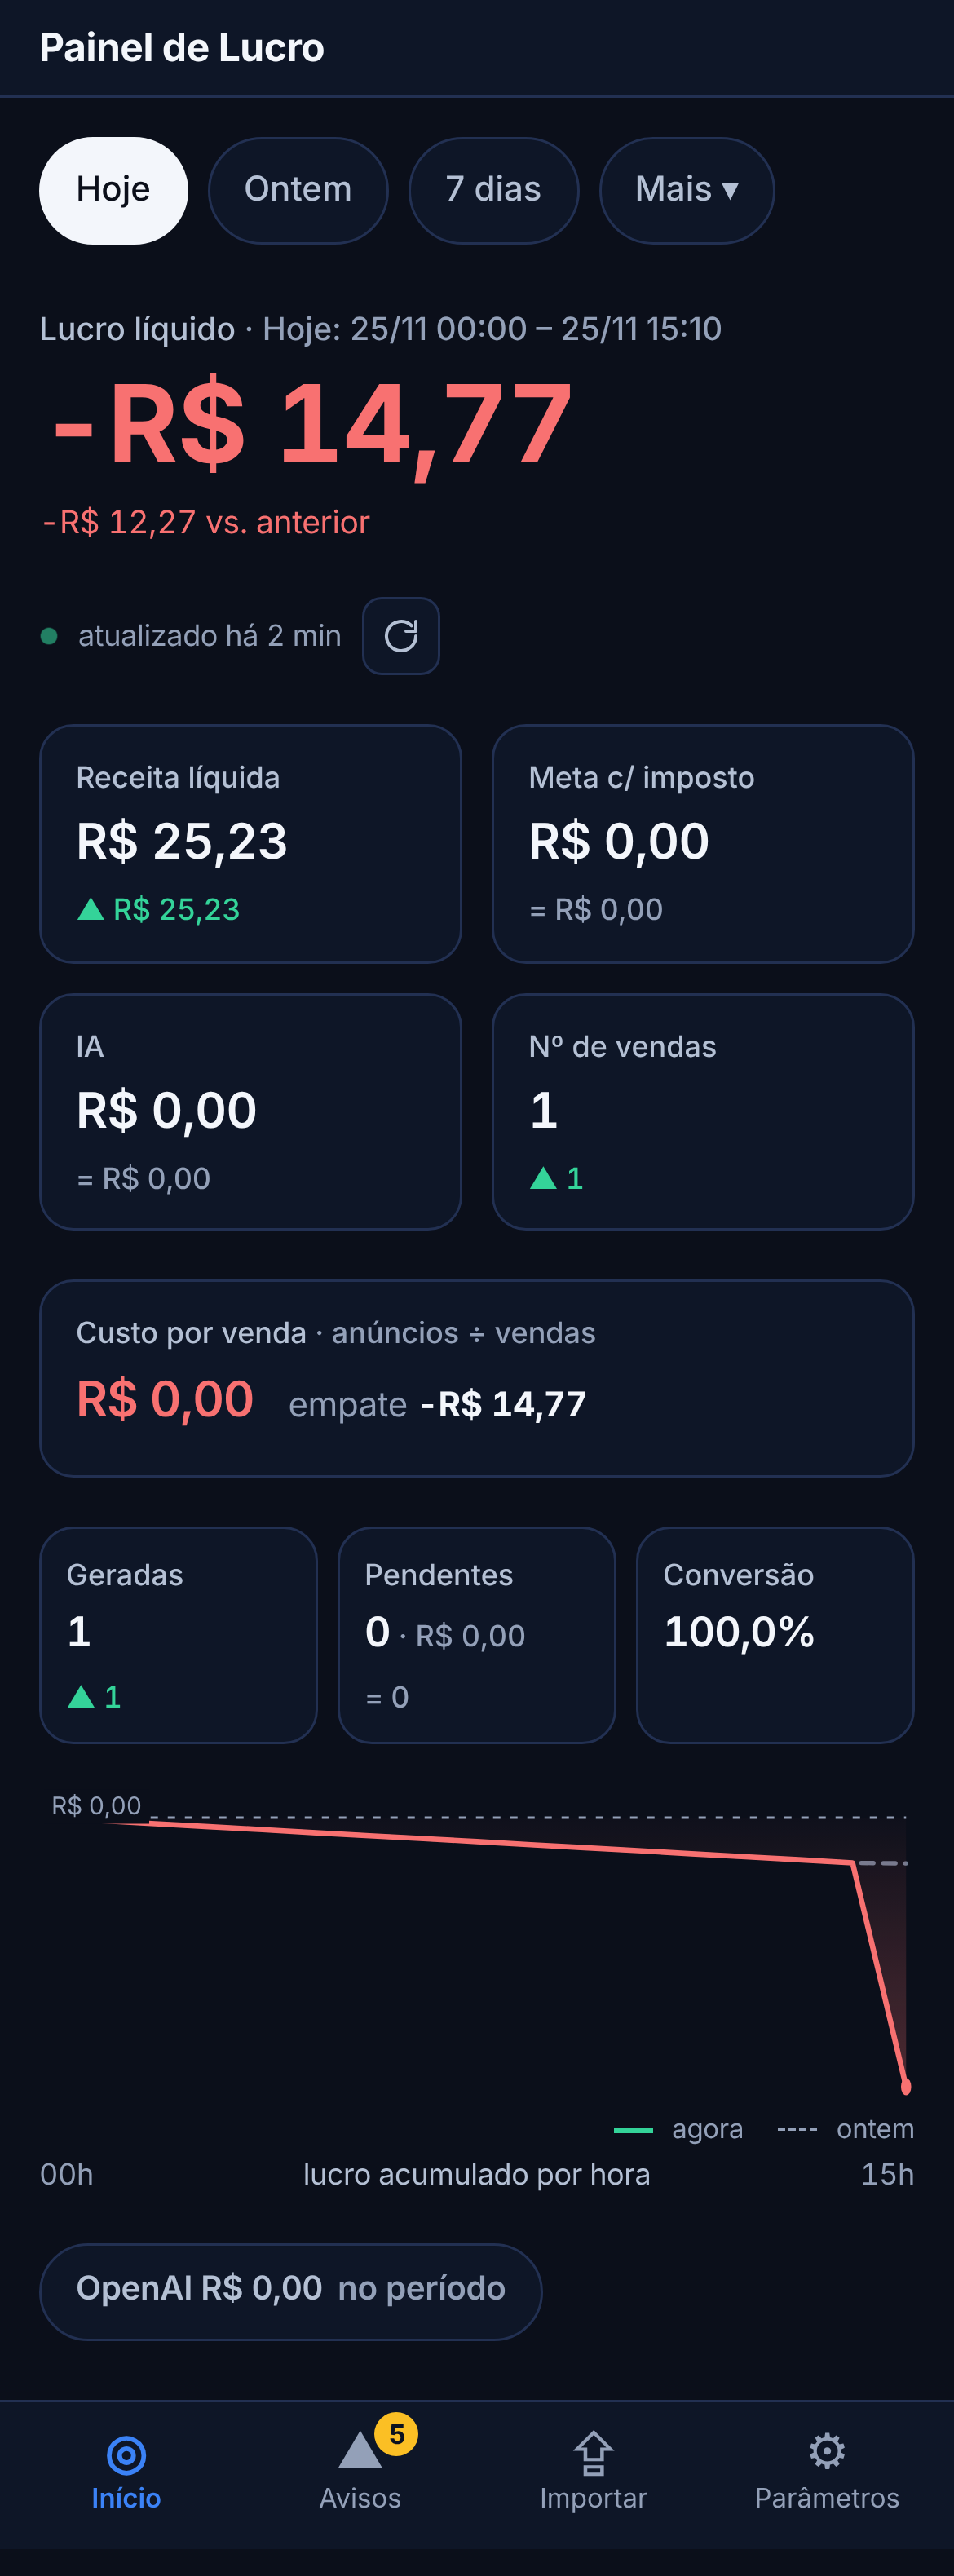 Painel de Lucro
Hoje Ontem 7 dias Mais ▾
Lucro líquido · Hoje: 25/11 00:00 – 25/11 15:10
-R$ 14,77
-R$ 12,27 vs. anterior
atualizado há 2 min
Receita líquida
R$ 25,23
▲ R$ 25,23
Meta c/ imposto
R$ 0,00
= R$ 0,00
IA
R$ 0,00
= R$ 0,00
Nº de vendas
1
▲ 1
Custo por venda · anúncios ÷ vendas
R$ 0,00 empate -R$ 14,77
Geradas
1
▲ 1
Pendentes
0 · R$ 0,00
= 0
Conversão
100,0%
R$ 0,00
agora ontem
00h lucro acumulado por hora 15h
OpenAI R$ 0,00 no período
5
Início Avisos Importar Parâmetros